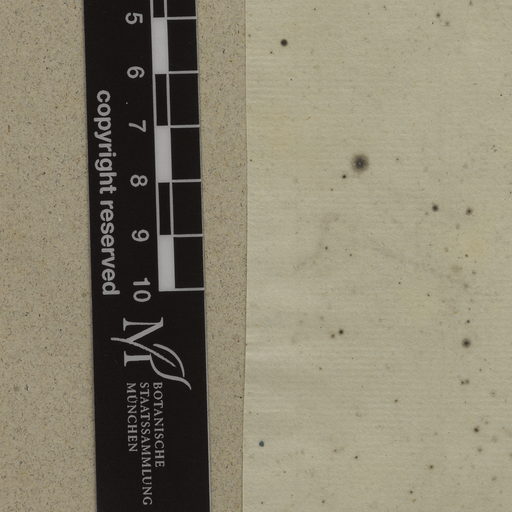 5
6
7
8
9
10
copyright reserved
M
BOTANISCHE
STAATSSAMMLUNG
MÜNCHEN